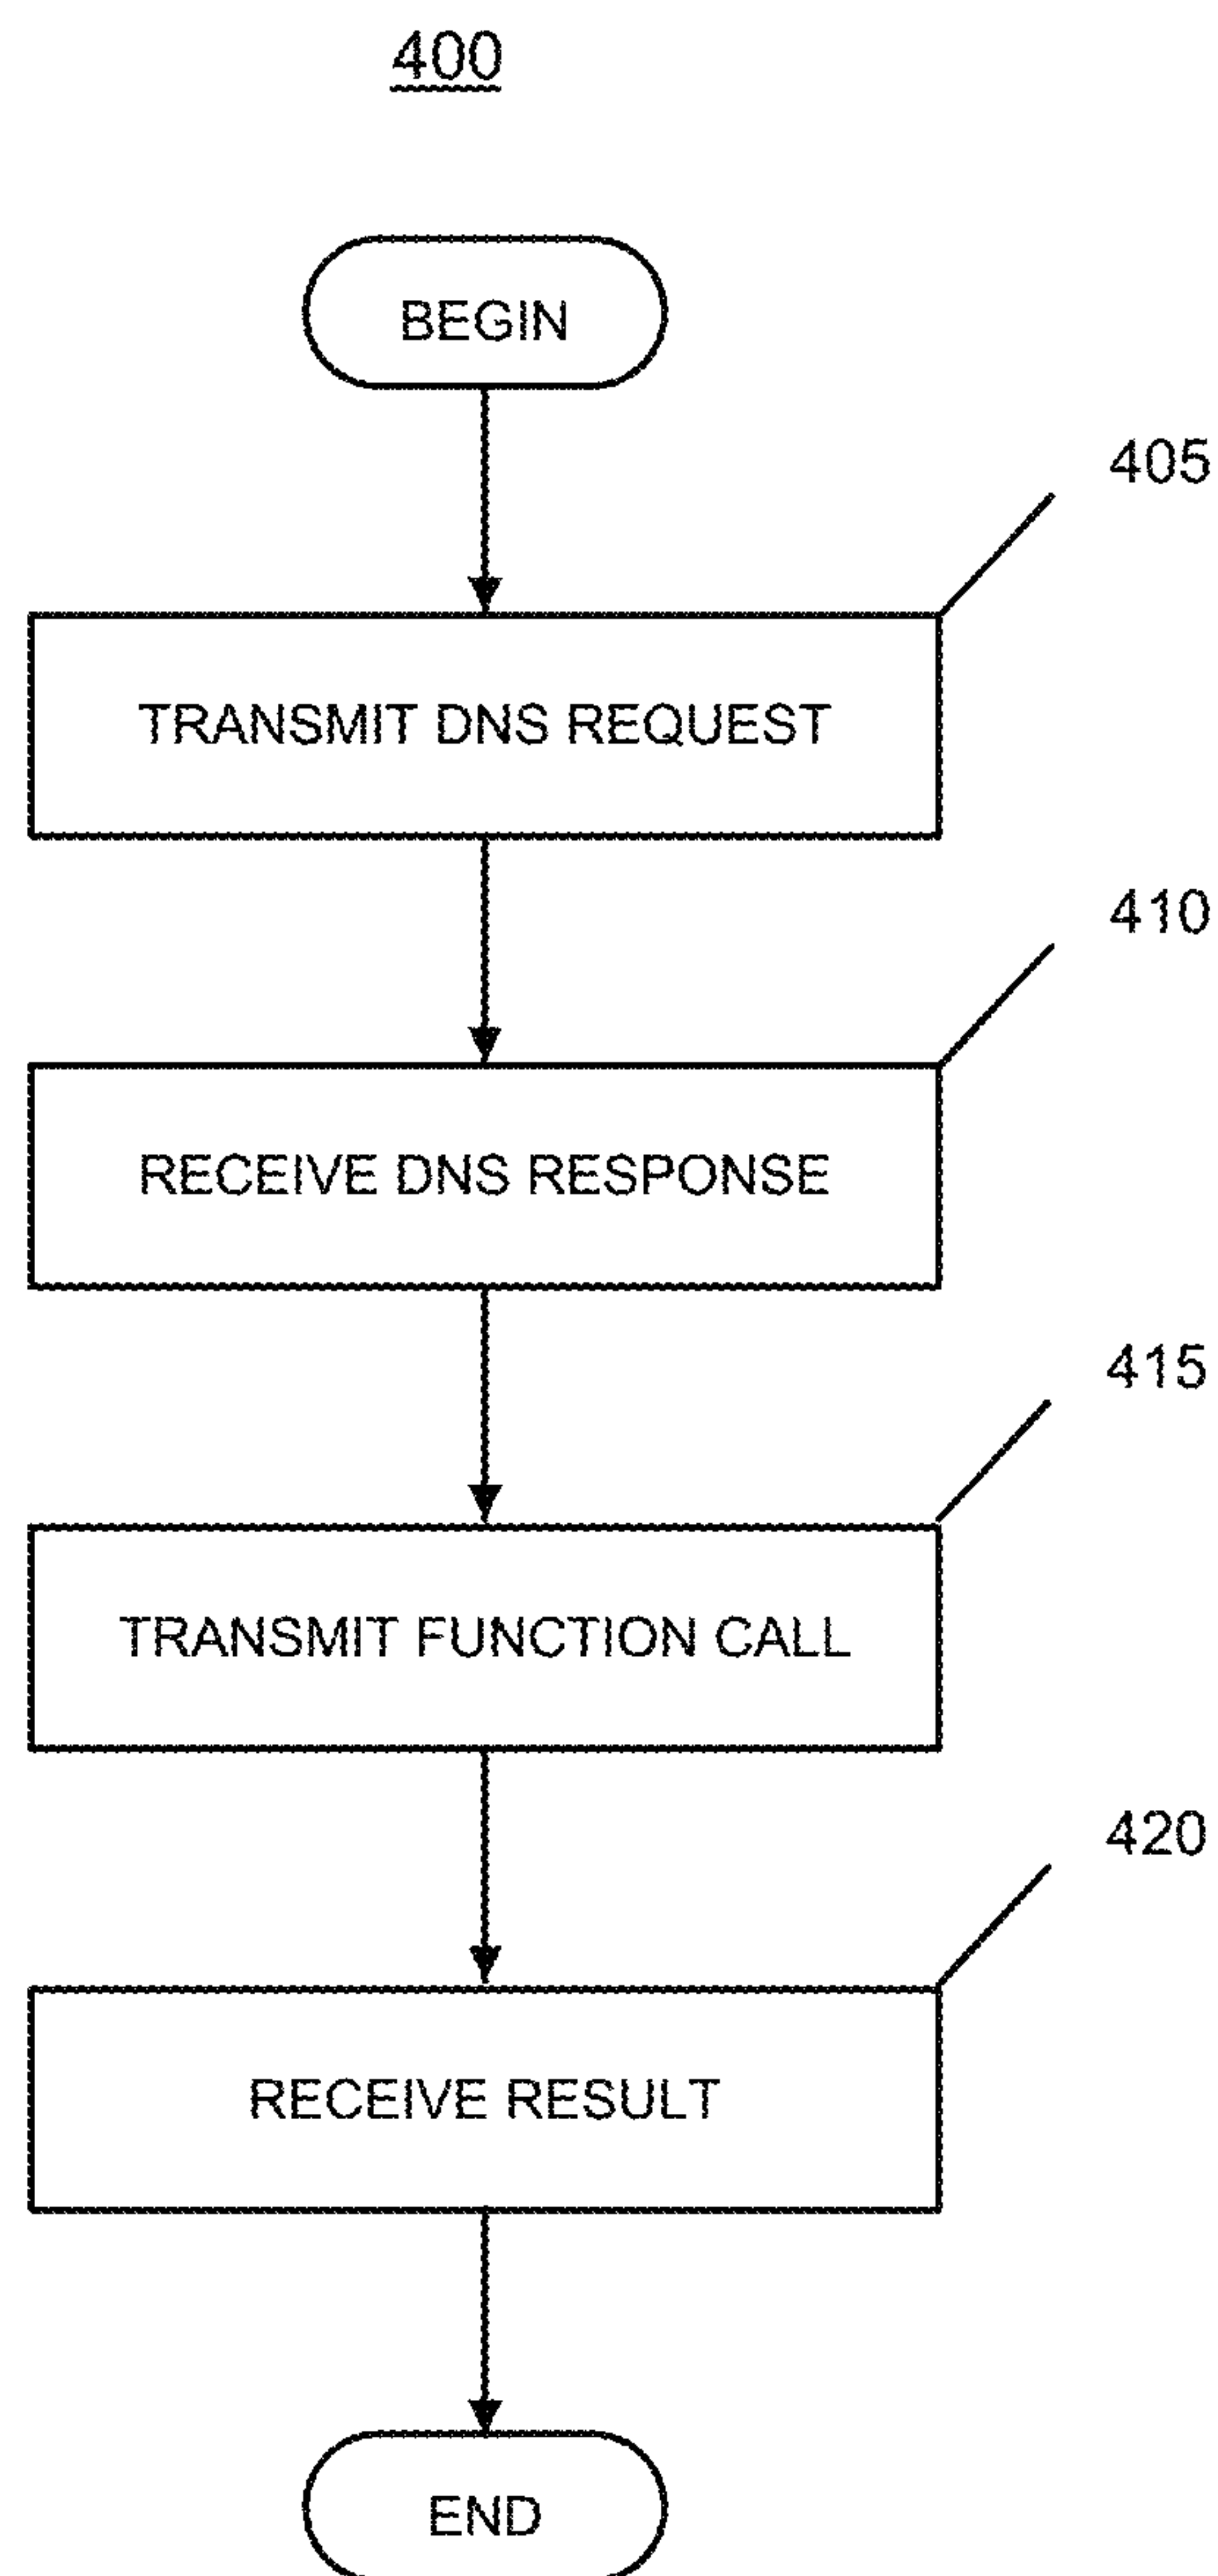 400
BEGIN
405
TRANSMIT DNS REQUEST
410
RECEIVE DNS RESPONSE
415
TRANSMIT FUNCTION CALL
420
RECEIVE RESULT
END